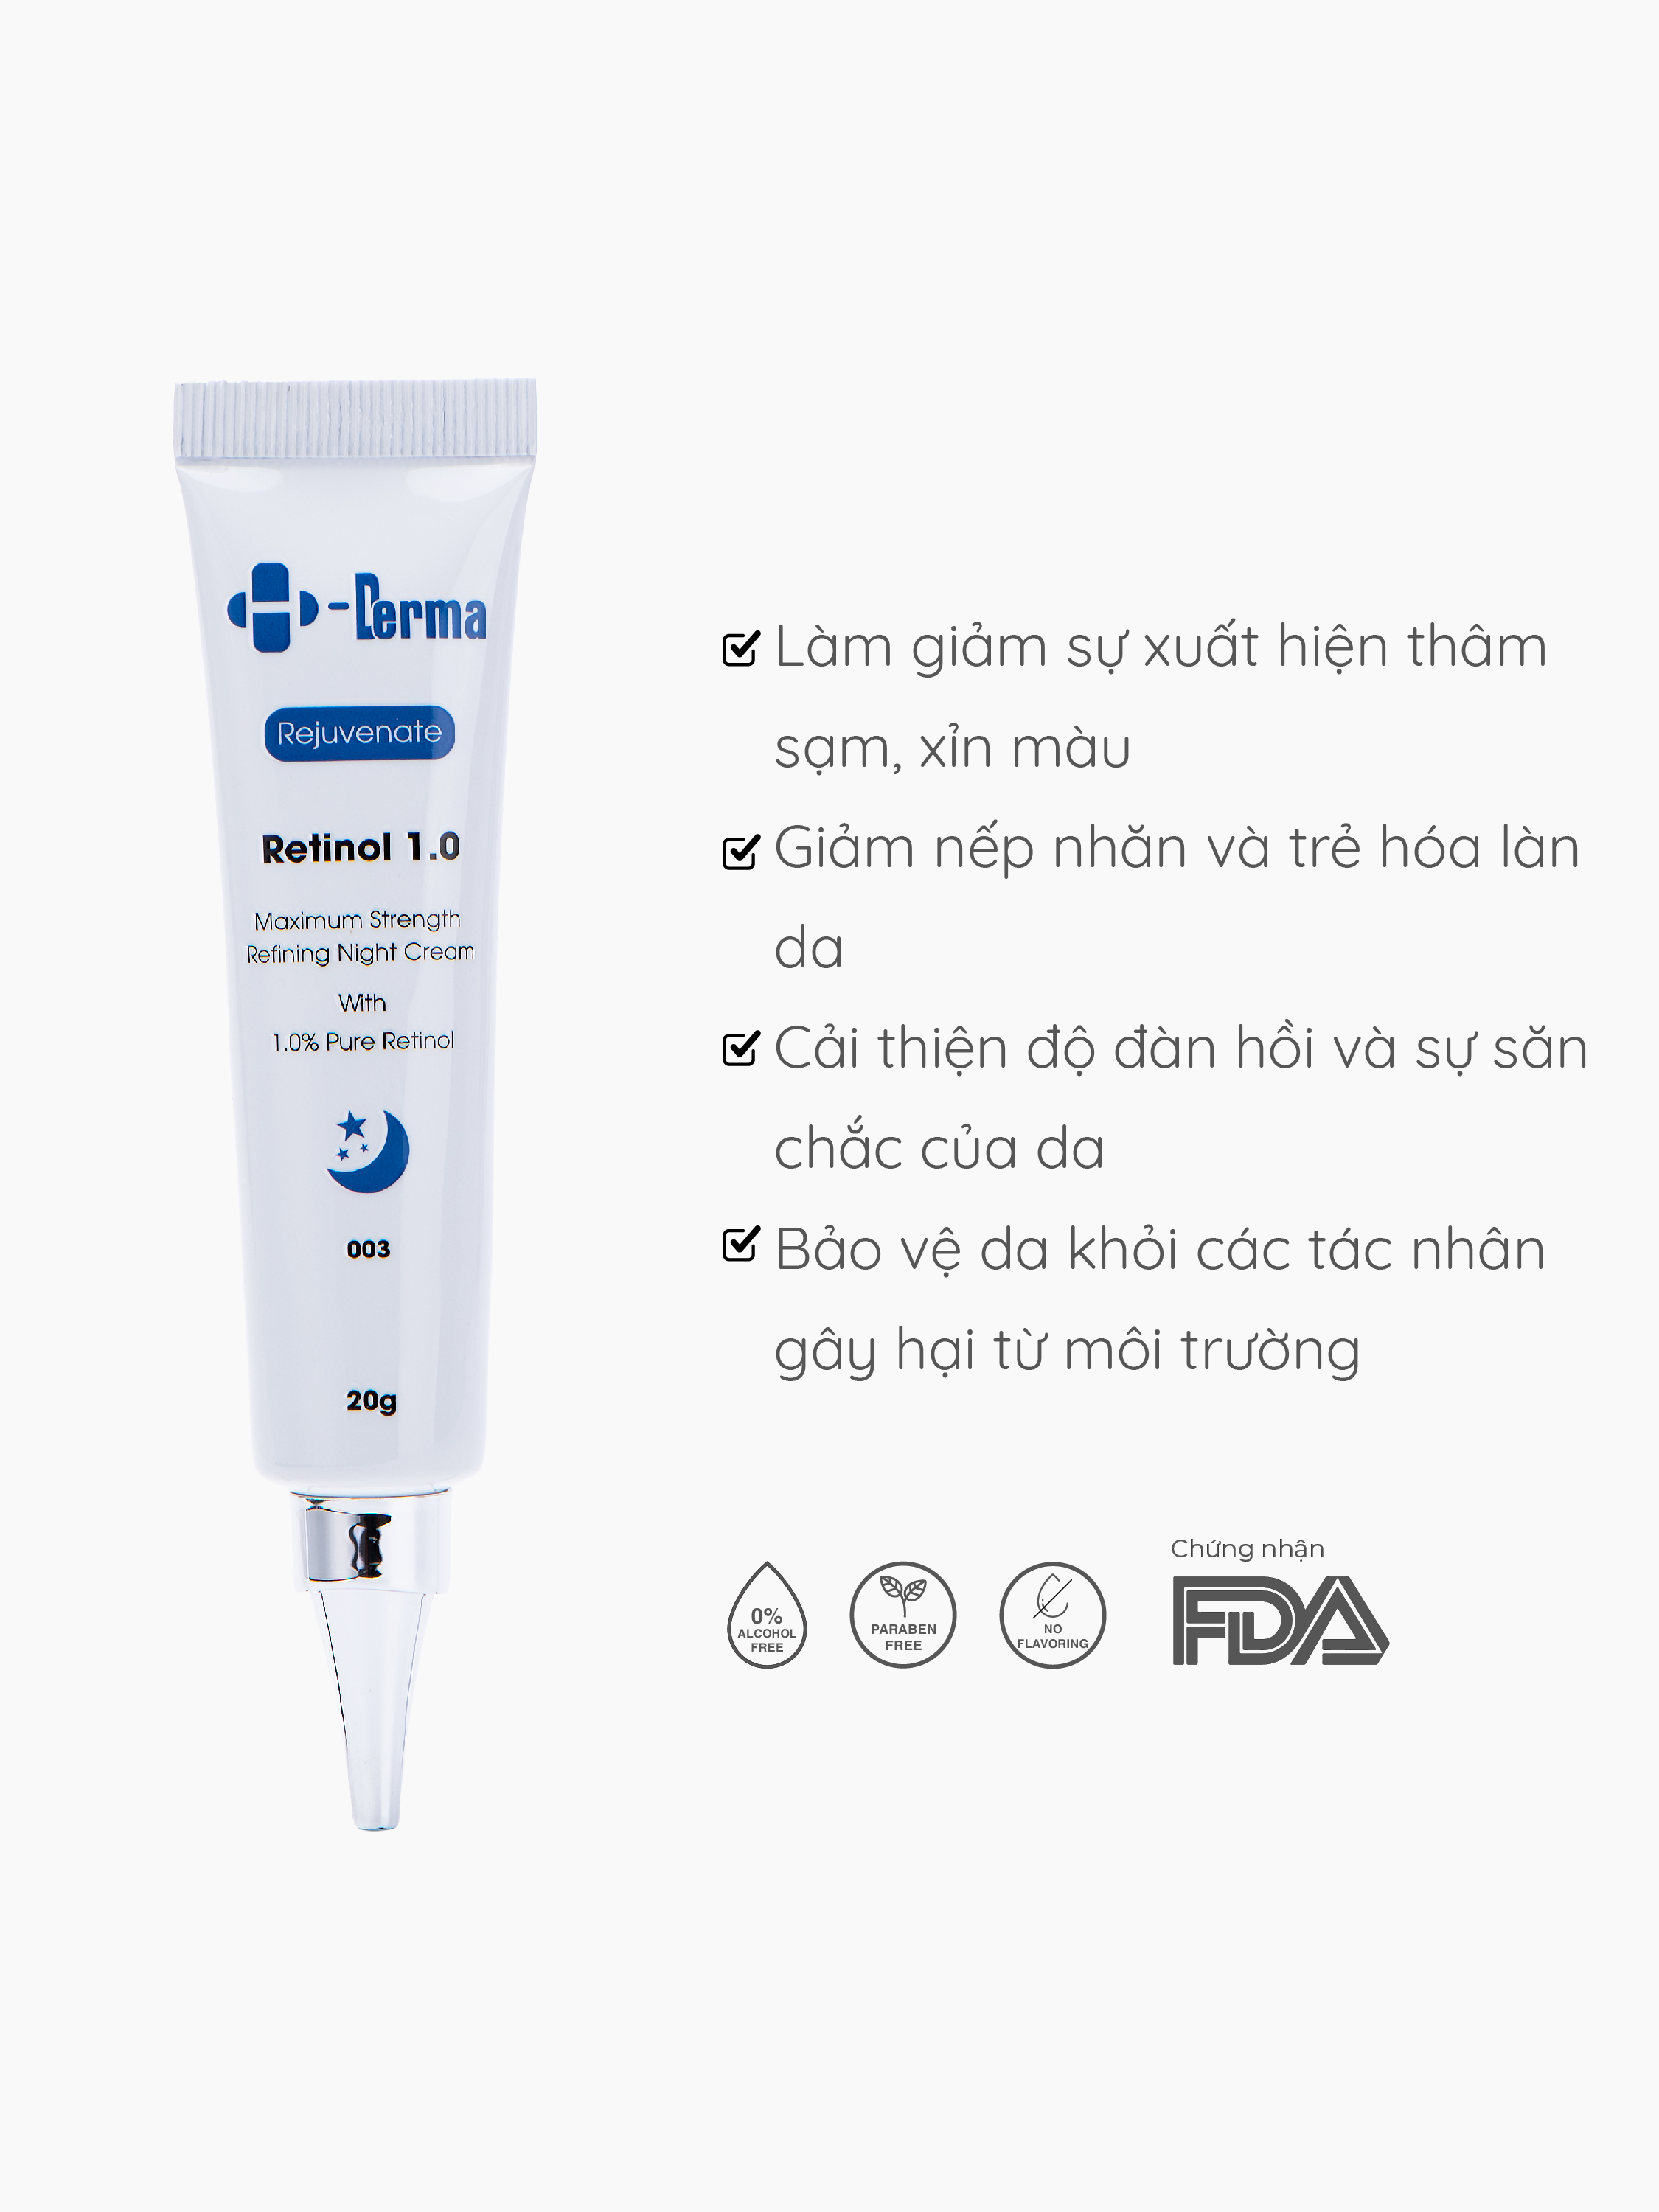 H-Derma
Rejuvenate
Retinol 1.0
Maximum Strength
Refining Night Cream
With
1.0% Pure Retinol
003
20g
Làm giảm sự xuất hiện thâm
sạm, xỉn màu
Giảm nếp nhăn và trẻ hóa làn
da
Cải thiện độ đàn hồi và sự săn
chắc của da
Bảo vệ da khỏi các tác nhân
gây hại từ môi trường
0%
ALCOHOL
FREE
PARABEN
FREE
NO
FLAVORING
Chứng nhận
FDA